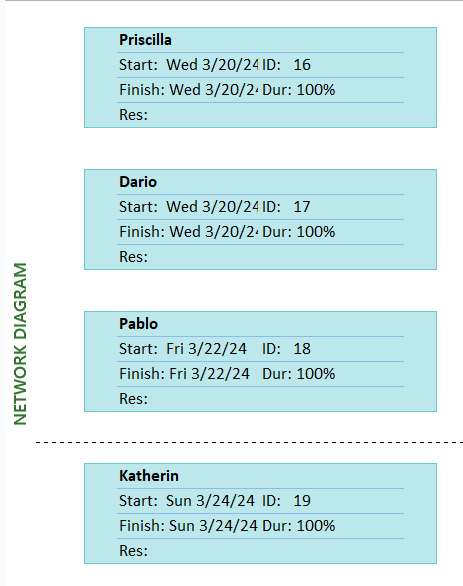 NETWORK DIAGRAM
Priscilla
Start: Wed 3/20/24 ID: 16
Finish: Wed 3/20/2 Dur: 100%
Res:
Dario
Start: Wed 3/20/24 ID: 17
Finish: Wed 3/20/2 Dur: 100%
Res:
Pablo
Start: Fri 3/22/24 ID: 18
Finish: Fri 3/22/24 Dur: 100%
Res:
Katherin
Start: Sun 3/24/24 ID: 19
Finish: Sun 3/24/24 Dur: 100%
Res: